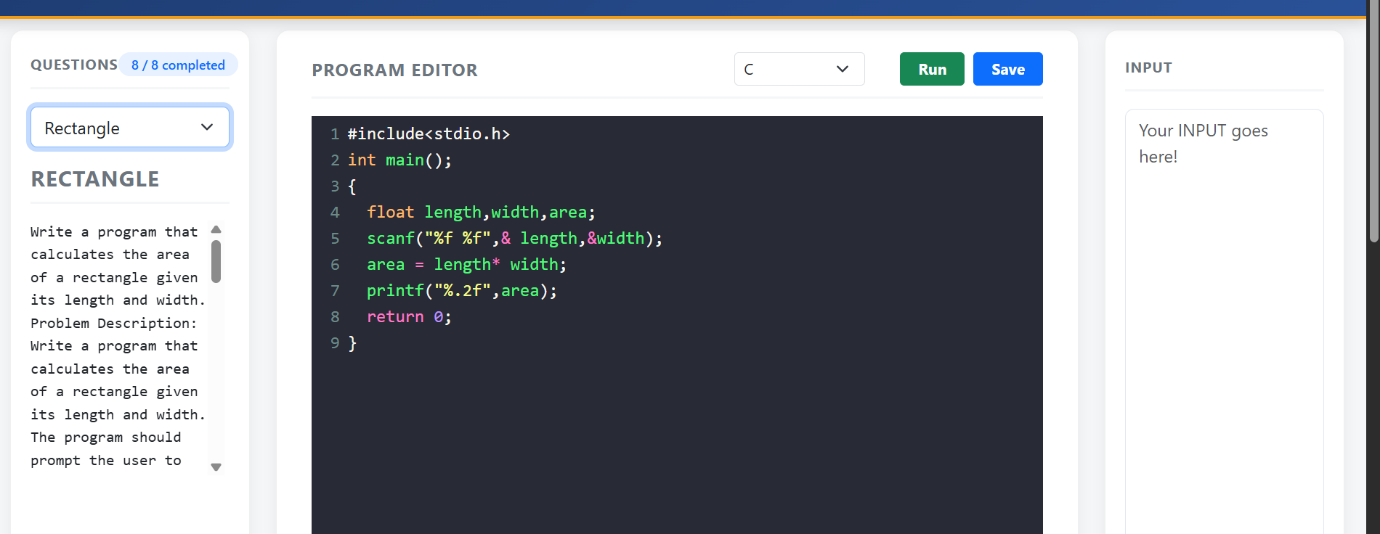 QUESTIONS 8 / 8 completed
Rectangle
RECTANGLE
Write a program that
calculates the area
of a rectangle given
its length and width.
Problem Description:
Write a program that
calculates the area
of a rectangle given
its length and width.
The program should
prompt the user to
PROGRAM EDITOR
C
Run
Save
1 #include<stdio.h>
2 int main();
3 {
4   float length,width,area;
5   scanf("%f %f",& length,&width);
6   area = length* width;
7   printf("%.2f",area);
8   return 0;
9 }
INPUT
Your INPUT goes
here!